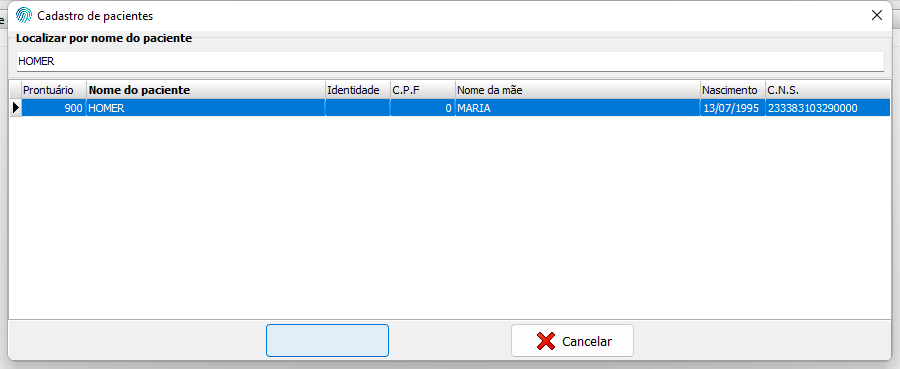 Cadastro de pacientes
e
Localizar por nome do paciente
HOMER
Prontuário Nome do paciente Identidade C.P.F Nome da mãe Nascimento C.N.S.
900 HOMER 0 MARIA 13/07/1995 233383103290000
Cancelar